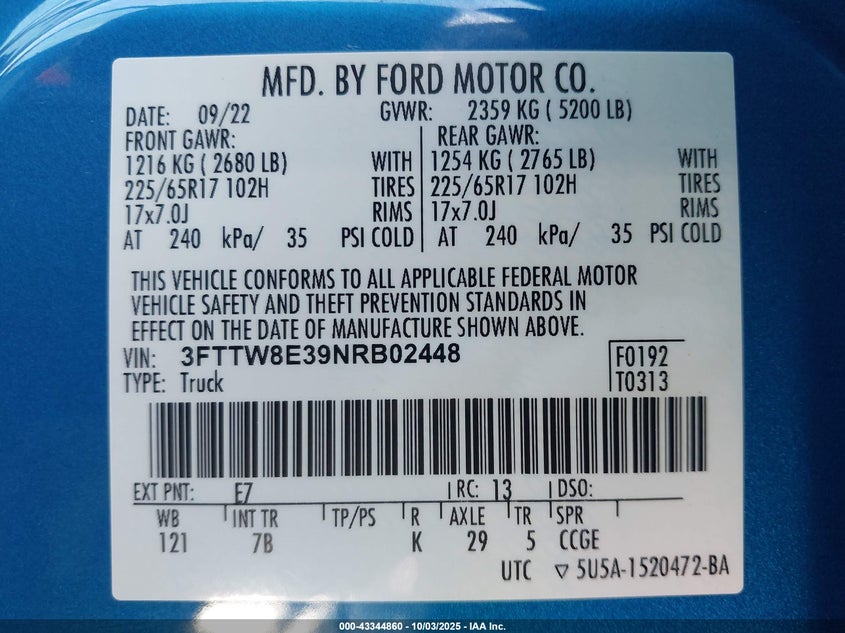 MFD. BY FORD MOTOR CO.
DATE: 09/22 GVWR: 2359 KG ( 5200 LB)
FRONT GAWR: REAR GAWR:
1216 KG ( 2680 LB) WITH 1254 KG ( 2765 LB) WITH
225/65R17 102H TIRES 225/65R17 102H TIRES
17x7.0J RIMS 17x7.0J RIMS
AT 240 kPa/ 35 PSI COLD AT 240 kPa/ 35 PSI COLD
THIS VEHICLE CONFORMS TO ALL APPLICABLE FEDERAL MOTOR
VEHICLE SAFETY AND THEFT PREVENTION STANDARDS IN
EFFECT ON THE DATE OF MANUFACTURE SHOWN ABOVE.
VIN: 3FTTW8E39NRB02448 F0192
TYPE: Truck T0313
EXT PNT: E7 RC: 13 DSO:
WB INT TR TP/PS R AXLE TR SPR
121 7B K 29 5 CCGE
UTC ▽ 5U5A-1520472-BA
000-43344860 - 10/03/2025 - IAA Inc.